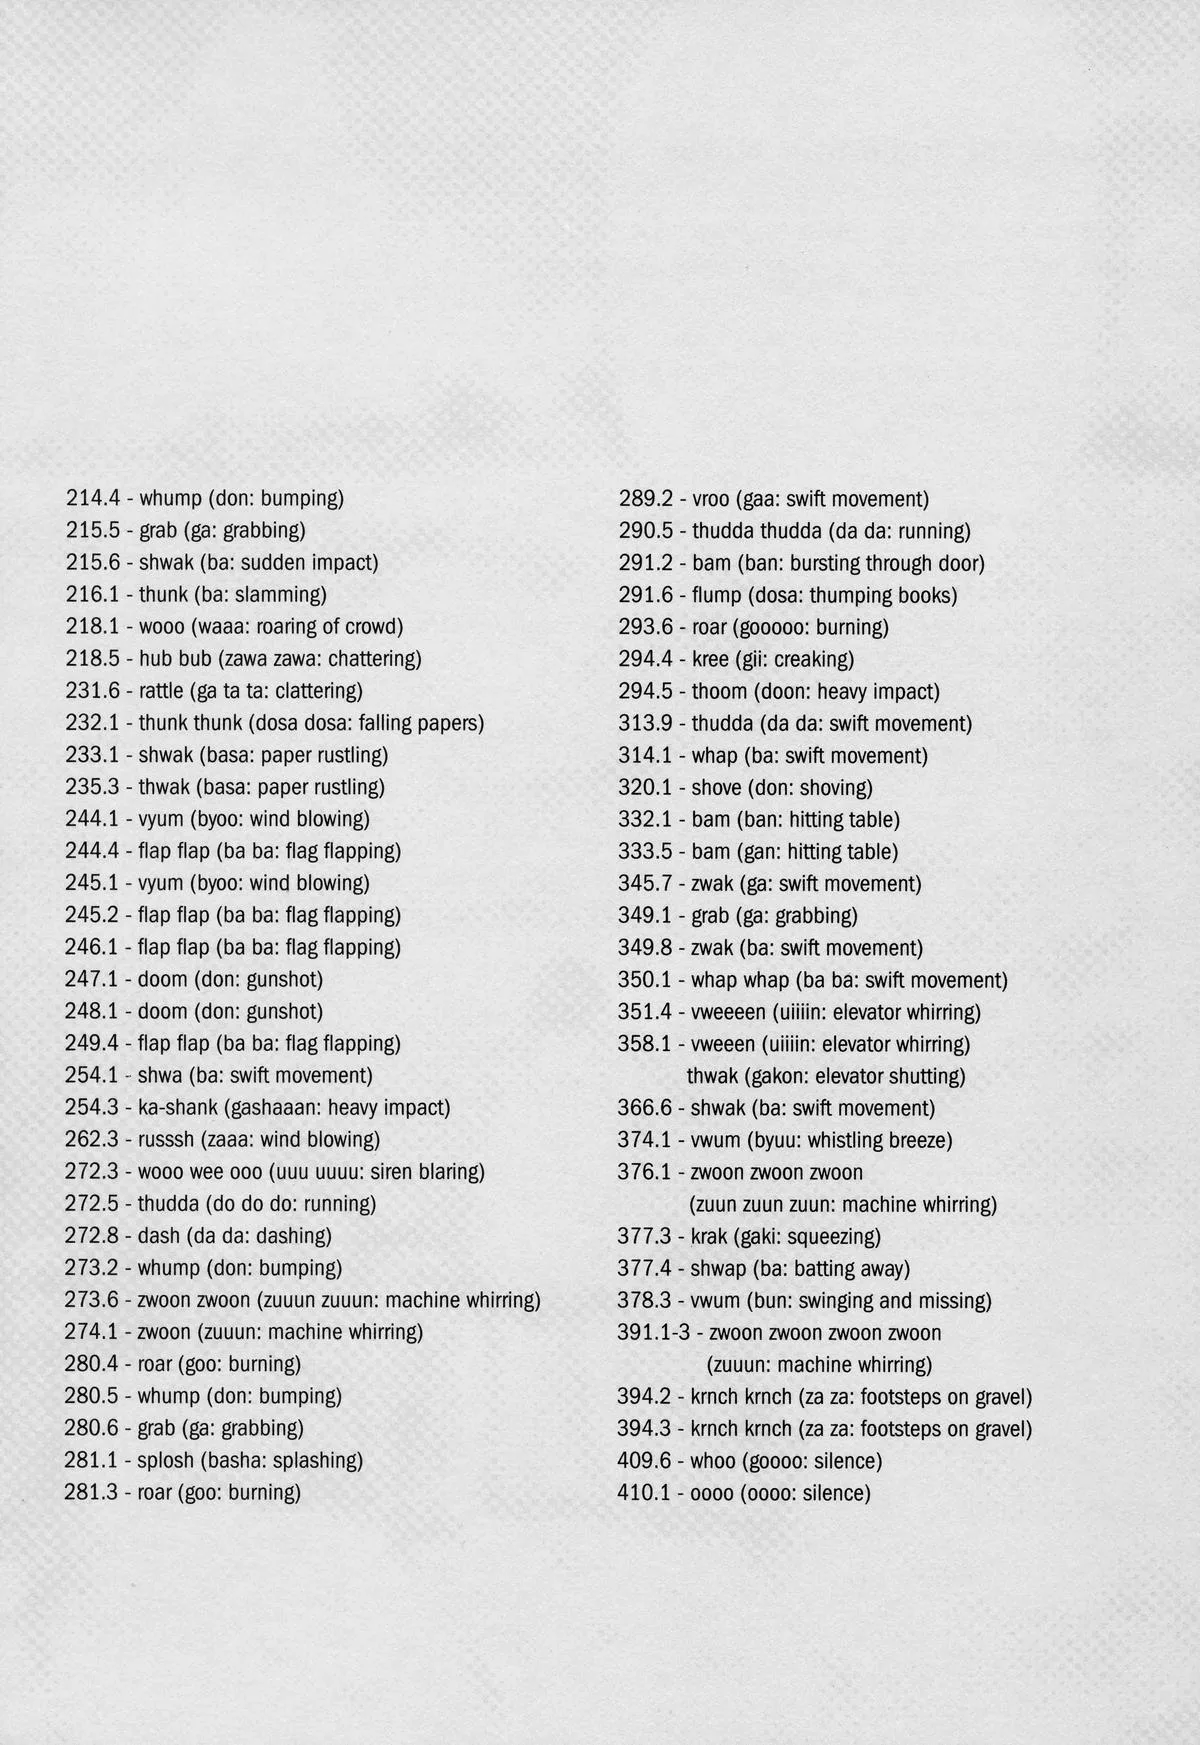 214.4 - whump (don: bumping)
215.5 - grab (ga: grabbing)
215.6 - shwak (ba: sudden impact)
216.1 - thunk (ba: slamming)
218.1 - wooo (waaa: roaring of crowd)
218.5 - hub bub (zawa zawa: chattering)
231.6 - rattle (ga ta ta: clattering)
232.1 - thunk thunk (dosa dosa: falling papers)
233.1 - shwak (basa: paper rustling)
235.3 - thwak (basa: paper rustling)
244.1 - vyum (byoo: wind blowing)
244.4 - flap flap (ba ba: flag flapping)
245.1 - vyum (byoo: wind blowing)
245.2 - flap flap (ba ba: flag flapping)
246.1 - flap flap (ba ba: flag flapping)
247.1 - doom (don: gunshot)
248.1 - doom (don: gunshot)
249.4 - flap flap (ba ba: flag flapping)
254.1 - shwa (ba: swift movement)
254.3 - ka-shank (gashaaan: heavy impact)
262.3 - russsh (zaaa: wind blowing)
272.3 - wooo wee ooo (uuu uuuu: siren blaring)
272.5 - thudda (do do do: running)
272.8 - dash (da da: dashing)
273.2 - whump (don: bumping)
273.6 - zwoon zwoon (zuuun zuuun: machine whirring)
274.1 - zwoon (zuuun: machine whirring)
280.4 - roar (goo: burning)
280.5 - whump (don: bumping)
280.6 - grab (ga: grabbing)
281.1 - splosh (basha: splashing)
281.3 - roar (goo: burning)
289.2 - vroo (gaa: swift movement)
290.5 - thudda thudda (da da: running)
291.2 - bam (ban: bursting through door)
291.6 - flump (dosa: thumping books)
293.6 - roar (gooooo: burning)
294.4 - kree (gii: creaking)
294.5 - thoom (doon: heavy impact)
313.9 - thudda (da da: swift movement)
314.1 - whap (ba: swift movement)
320.1 - shove (don: shoving)
332.1 - bam (ban: hitting table)
333.5 - bam (gan: hitting table)
345.7 - zwak (ga: swift movement)
349.1 - grab (ga: grabbing)
349.8 - zwak (ba: swift movement)
350.1 - whap whap (ba ba: swift movement)
351.4 - vweeeen (uiiiin: elevator whirring)
358.1 - vweeen (uiiiin: elevator whirring)
thwak (gakon: elevator shutting)
366.6 - shwak (ba: swift movement)
374.1 - vwum (byuu: whistling breeze)
376.1 - zwoon zwoon zwoon
(zuun zuun zuun: machine whirring)
377.3 - krak (gaki: squeezing)
377.4 - shwap (ba: batting away)
378.3 - vwum (bun: swinging and missing)
391.1-3 - zwoon zwoon zwoon zwoon
(zuuun: machine whirring)
394.2 - krnch krnch (za za: footsteps on gravel)
394.3 - krnch krnch (za za: footsteps on gravel)
409.6 - whoo (goooo: silence)
410.1 - oooo (oooo: silence)